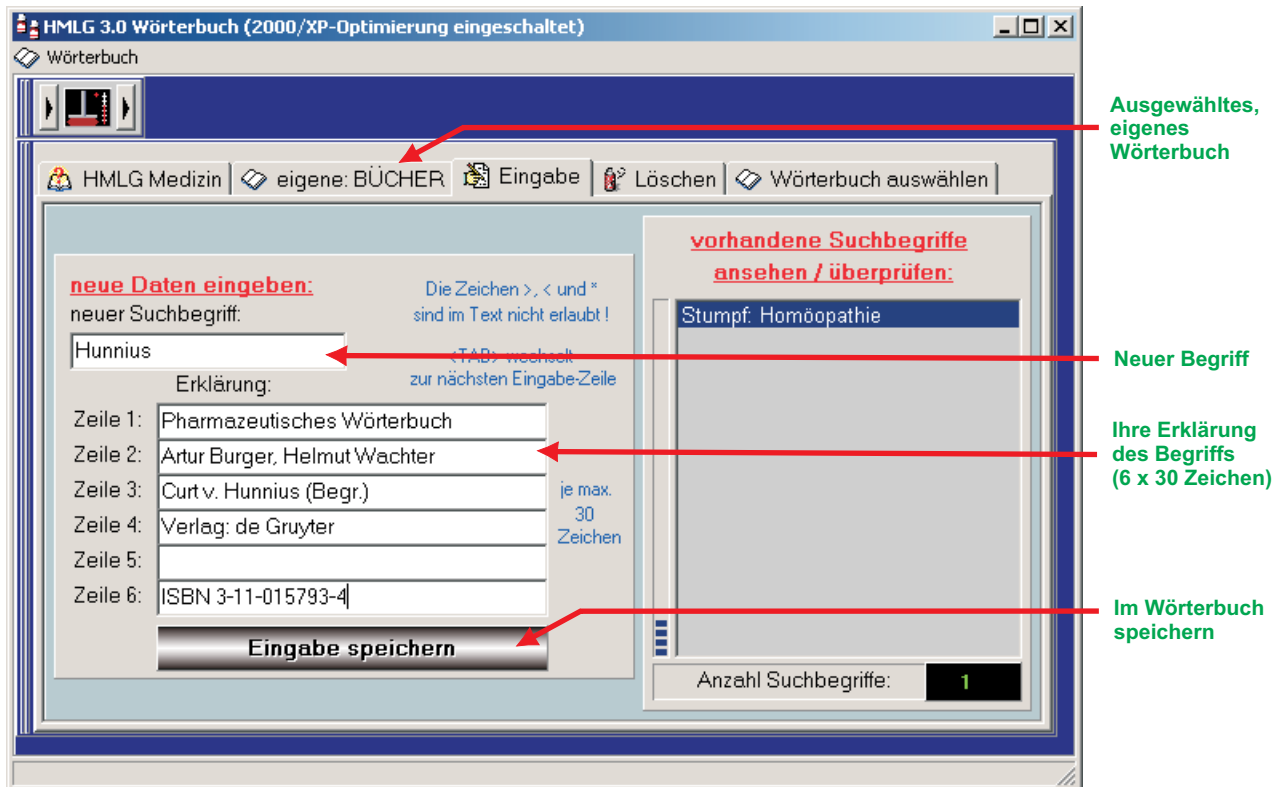 HMLG 3.0 Wörterbuch (2000/XP-Optimierung eingeschaltet)
Wörterbuch
HMLG Medizin
eigene: BÜCHER
Eingabe
Löschen
Wörterbuch auswählen
neue Daten eingeben:
neuer Suchbegriff:
Hunnius
Die Zeichen >, < und *
sind im Text nicht erlaubt !
<TAB> wechselt
zur nächsten Eingabe-Zeile
Erklärung:
Zeile 1: Pharmazeutisches Wörterbuch
Zeile 2: Artur Burger, Helmut Wachter
Zeile 3: Curt v. Hunnius (Begr.)
Zeile 4: Verlag: de Gruyter
Zeile 5:
Zeile 6: ISBN 3-11-015793-4
je max.
30
Zeichen
Eingabe speichern
vorhandene Suchbegriffe
ansehen / überprüfen:
Stumpf: Homöopathie
Anzahl Suchbegriffe: 1
Ausgewähltes,
eigenes
Wörterbuch
Neuer Begriff
Ihre Erklärung
des Begriffs
(6 x 30 Zeichen)
Im Wörterbuch
speichern